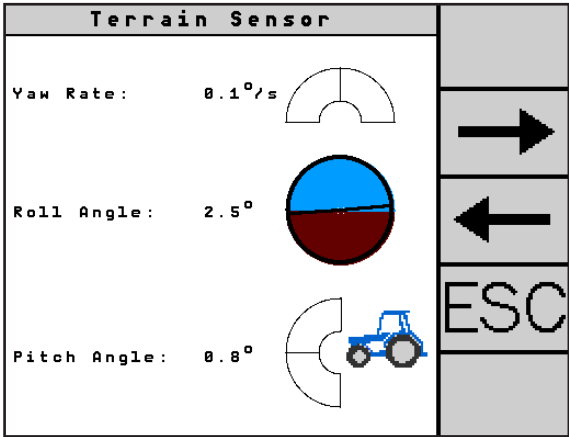 Terrain Sensor
Yaw Rate: 0.1°/s
Roll Angle: 2.5°
ESC
Pitch Angle: 0.8°